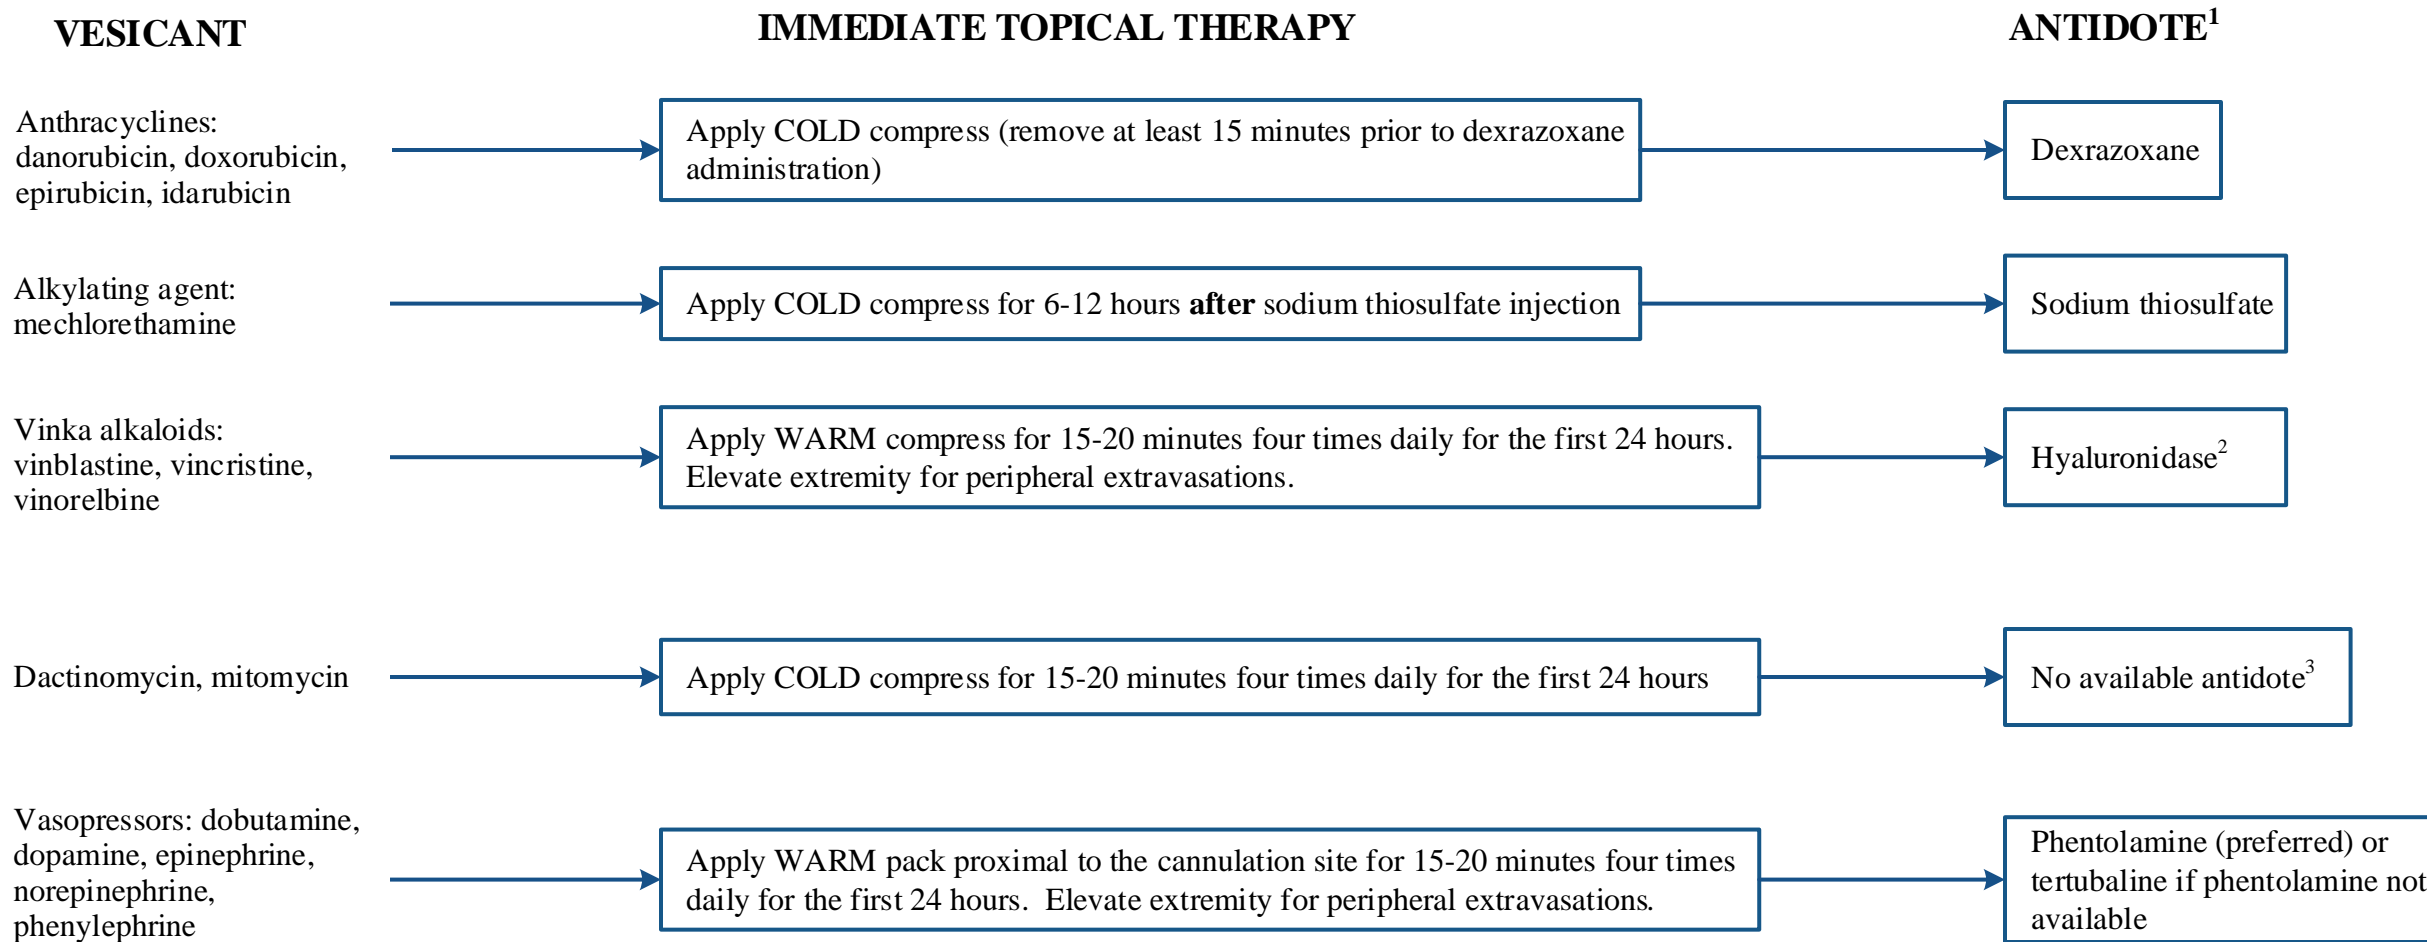 VESICANT
IMMEDIATE TOPICAL THERAPY
ANTIDOTE¹
Anthracyclines:
danorubicin, doxorubicin,
epirubicin, idarubicin
Apply COLD compress (remove at least 15 minutes prior to dexrazoxane
administration)
Dexrazoxane
Alkylating agent:
mechlorethamine
Apply COLD compress for 6-12 hours after sodium thiosulfate injection
Sodium thiosulfate
Vinka alkaloids:
vinblastine, vincristine,
vinorelbine
Apply WARM compress for 15-20 minutes four times daily for the first 24 hours.
Elevate extremity for peripheral extravasations.
Hyaluronidase²
Dactinomycin, mitomycin
Apply COLD compress for 15-20 minutes four times daily for the first 24 hours
No available antidote³
Vasopressors: dobutamine,
dopamine, epinephrine,
norepinephrine,
phenylephrine
Apply WARM pack proximal to the cannulation site for 15-20 minutes four times
daily for the first 24 hours.  Elevate extremity for peripheral extravasations.
Phentolamine (preferred) or
tertubaline if phentolamine not
available